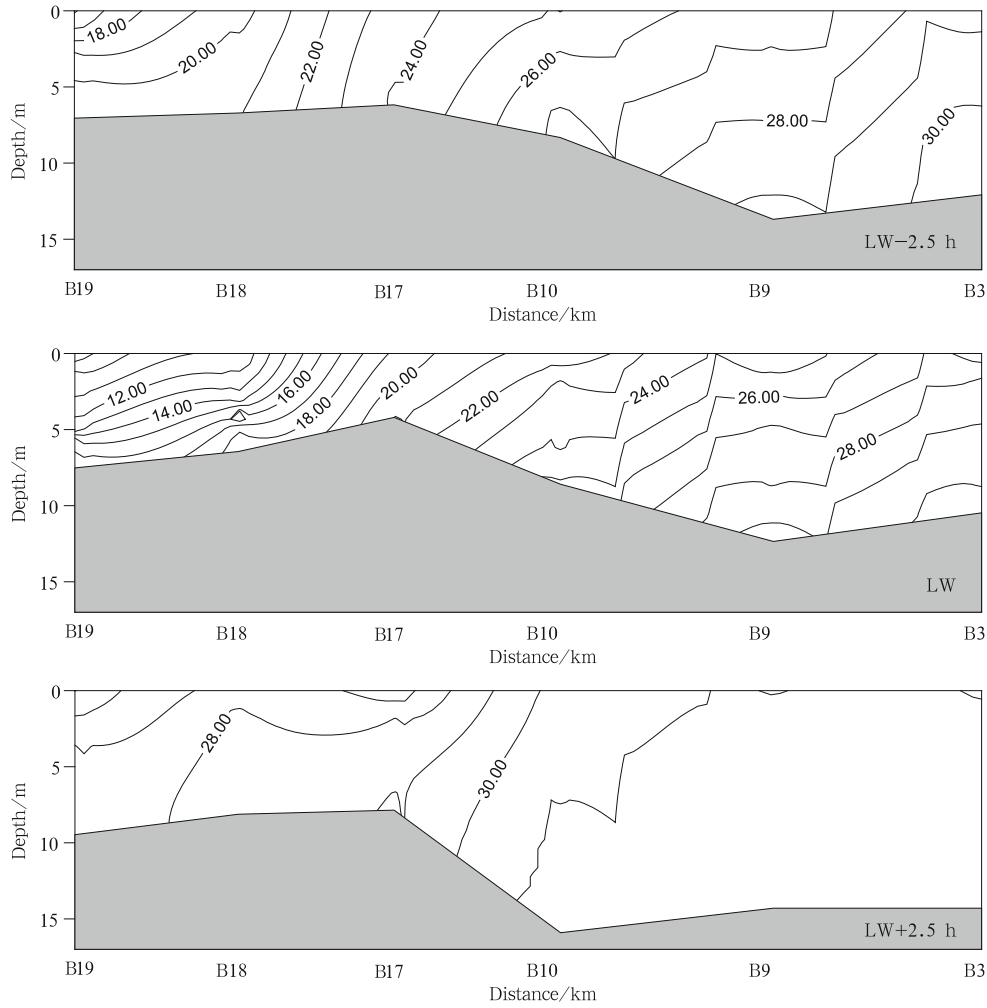 0
5
10
15
Depth/m
18.00
20.00
22.00
24.00
26.00
28.00
30.00
LW−2.5 h
B19 B18 B17 B10 B9 B3
Distance/km
0
5
10
15
Depth/m
12.00
14.00
16.00
18.00
20.00
22.00
24.00
26.00
28.00
LW
B19 B18 B17 B10 B9 B3
Distance/km
0
5
10
15
Depth/m
28.00
30.00
LW+2.5 h
B19 B18 B17 B10 B9 B3
Distance/km